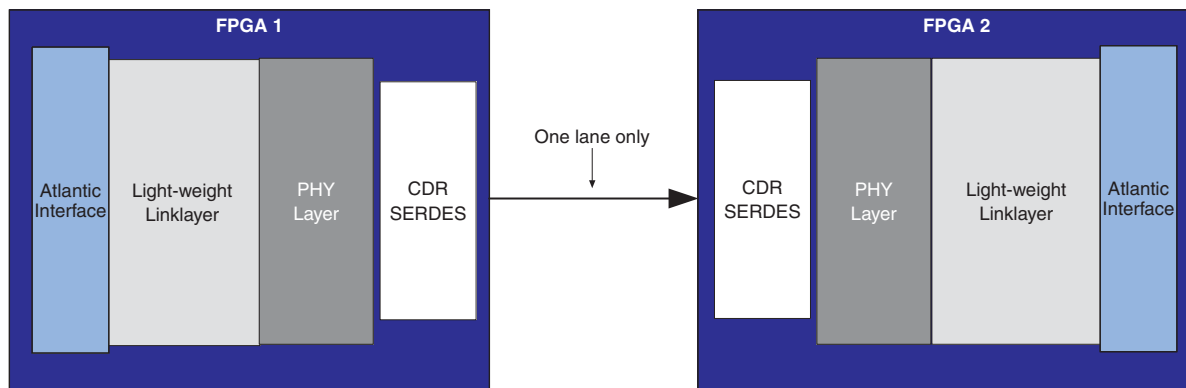 FPGA 1
Atlantic
Interface
Light-weight
Linklayer
PHY
Layer
CDR
SERDES
One lane only
FPGA 2
CDR
SERDES
PHY
Layer
Light-weight
Linklayer
Atlantic
Interface